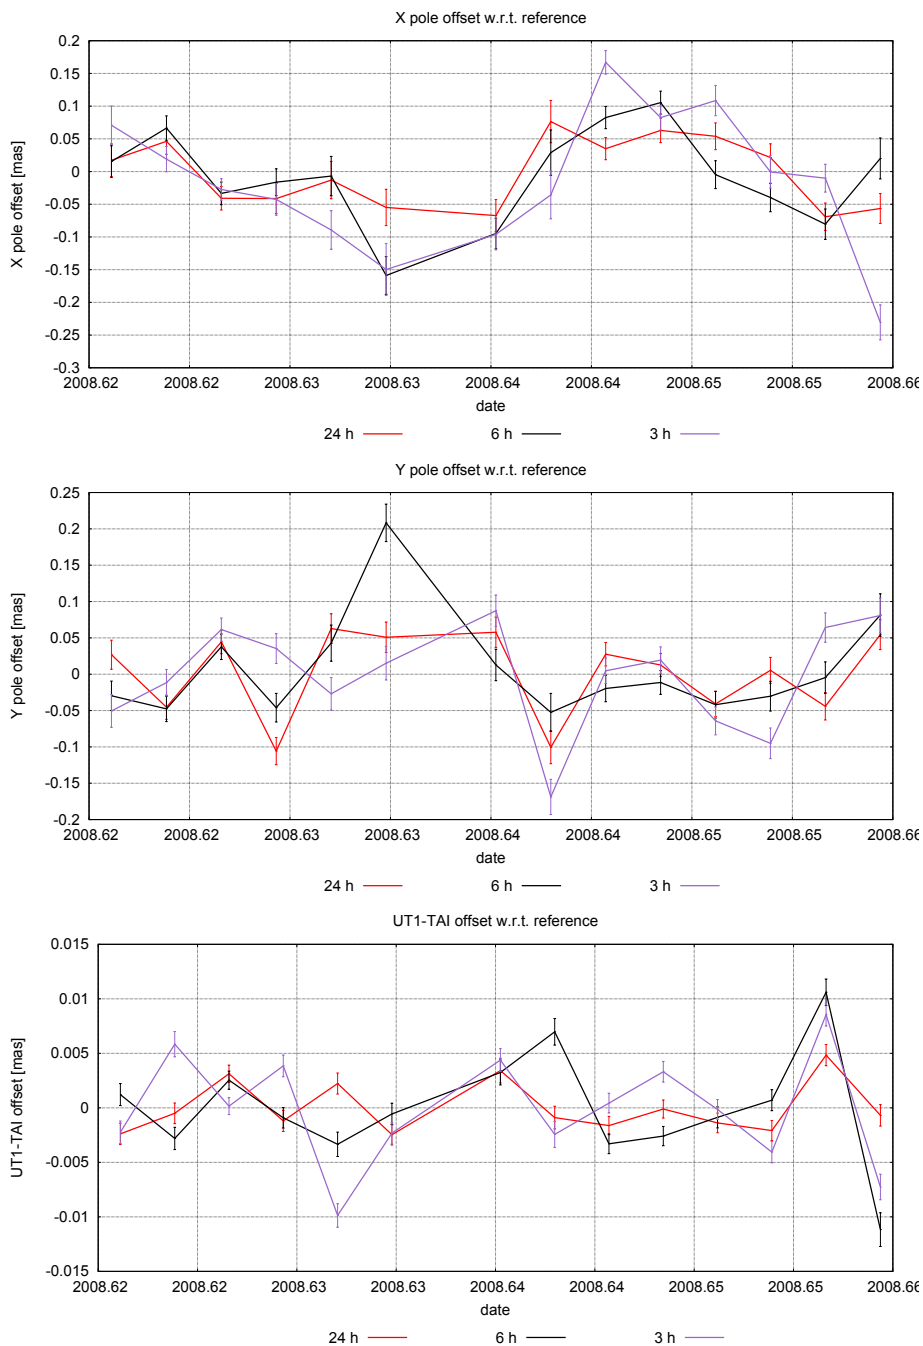 X pole offset w.r.t. reference
0.2
0.15
0.1
0.05
0
-0.05
-0.1
-0.15
-0.2
-0.25
-0.3
X pole offset [mas]
2008.62 2008.62 2008.63 2008.63 2008.64 2008.64 2008.65 2008.65 2008.66
date
24 h 6 h 3 h
Y pole offset w.r.t. reference
0.25
0.2
0.15
0.1
0.05
0
-0.05
-0.1
-0.15
-0.2
Y pole offset [mas]
2008.62 2008.62 2008.63 2008.63 2008.64 2008.64 2008.65 2008.65 2008.66
date
24 h 6 h 3 h
UT1-TAI offset w.r.t. reference
0.015
0.01
0.005
0
-0.005
-0.01
-0.015
UT1-TAI offset [mas]
2008.62 2008.62 2008.63 2008.63 2008.64 2008.64 2008.65 2008.65 2008.66
date
24 h 6 h 3 h